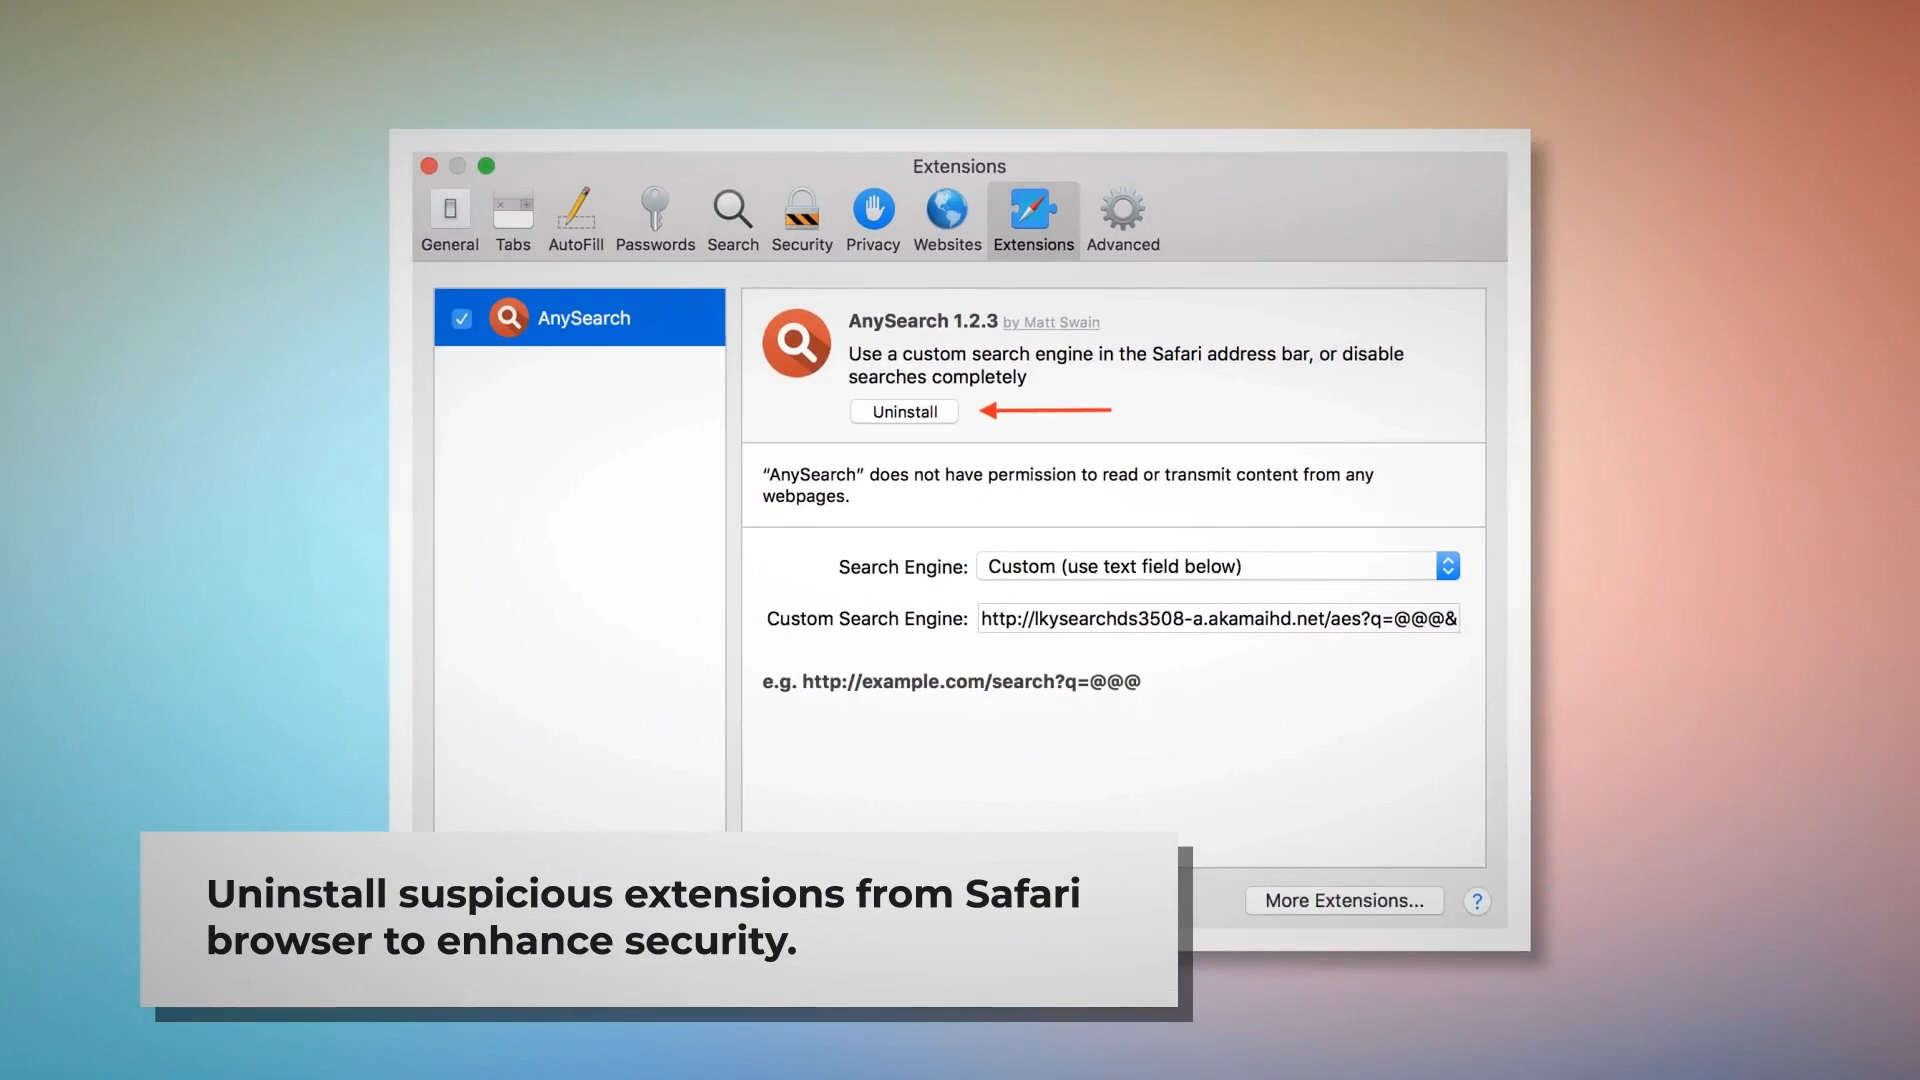 Extensions
General Tabs AutoFill Passwords Search Security Privacy Websites Extensions Advanced
AnySearch
AnySearch 1.2.3 by Matt Swain
Use a custom search engine in the Safari address bar, or disable
searches completely
Uninstall
“AnySearch” does not have permission to read or transmit content from any
webpages.
Search Engine: Custom (use text field below)
Custom Search Engine: http://lkysearchds3508-a.akamaihd.net/aes?q=@@@&
e.g. http://example.com/search?q=@@@
More Extensions... ?
Uninstall suspicious extensions from Safari
browser to enhance security.